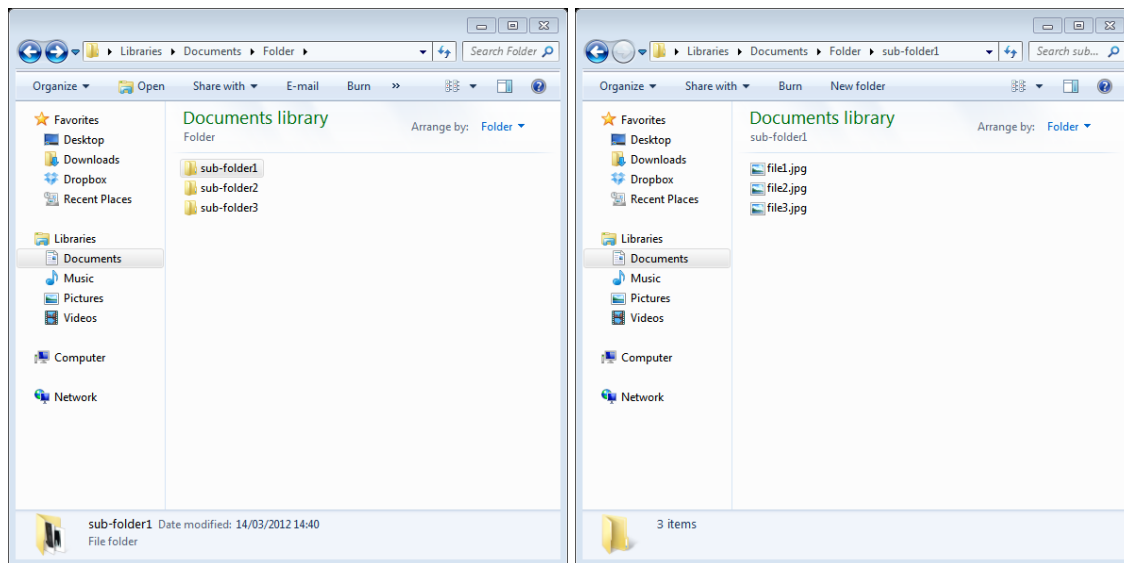 Libraries Documents Folder
Search Folder
Organize Open Share with E-mail Burn »
Favorites
Desktop
Downloads
Dropbox
Recent Places
Libraries
Documents
Music
Pictures
Videos
Computer
Network
Documents library
Folder
Arrange by: Folder
sub-folder1
sub-folder2
sub-folder3
sub-folder1 Date modified: 14/03/2012 14:40
File folder
Libraries Documents Folder sub-folder1
Search sub...
Organize Share with Burn New folder
Favorites
Desktop
Downloads
Dropbox
Recent Places
Libraries
Documents
Music
Pictures
Videos
Computer
Network
Documents library
sub-folder1
Arrange by: Folder
file1.jpg
file2.jpg
file3.jpg
3 items